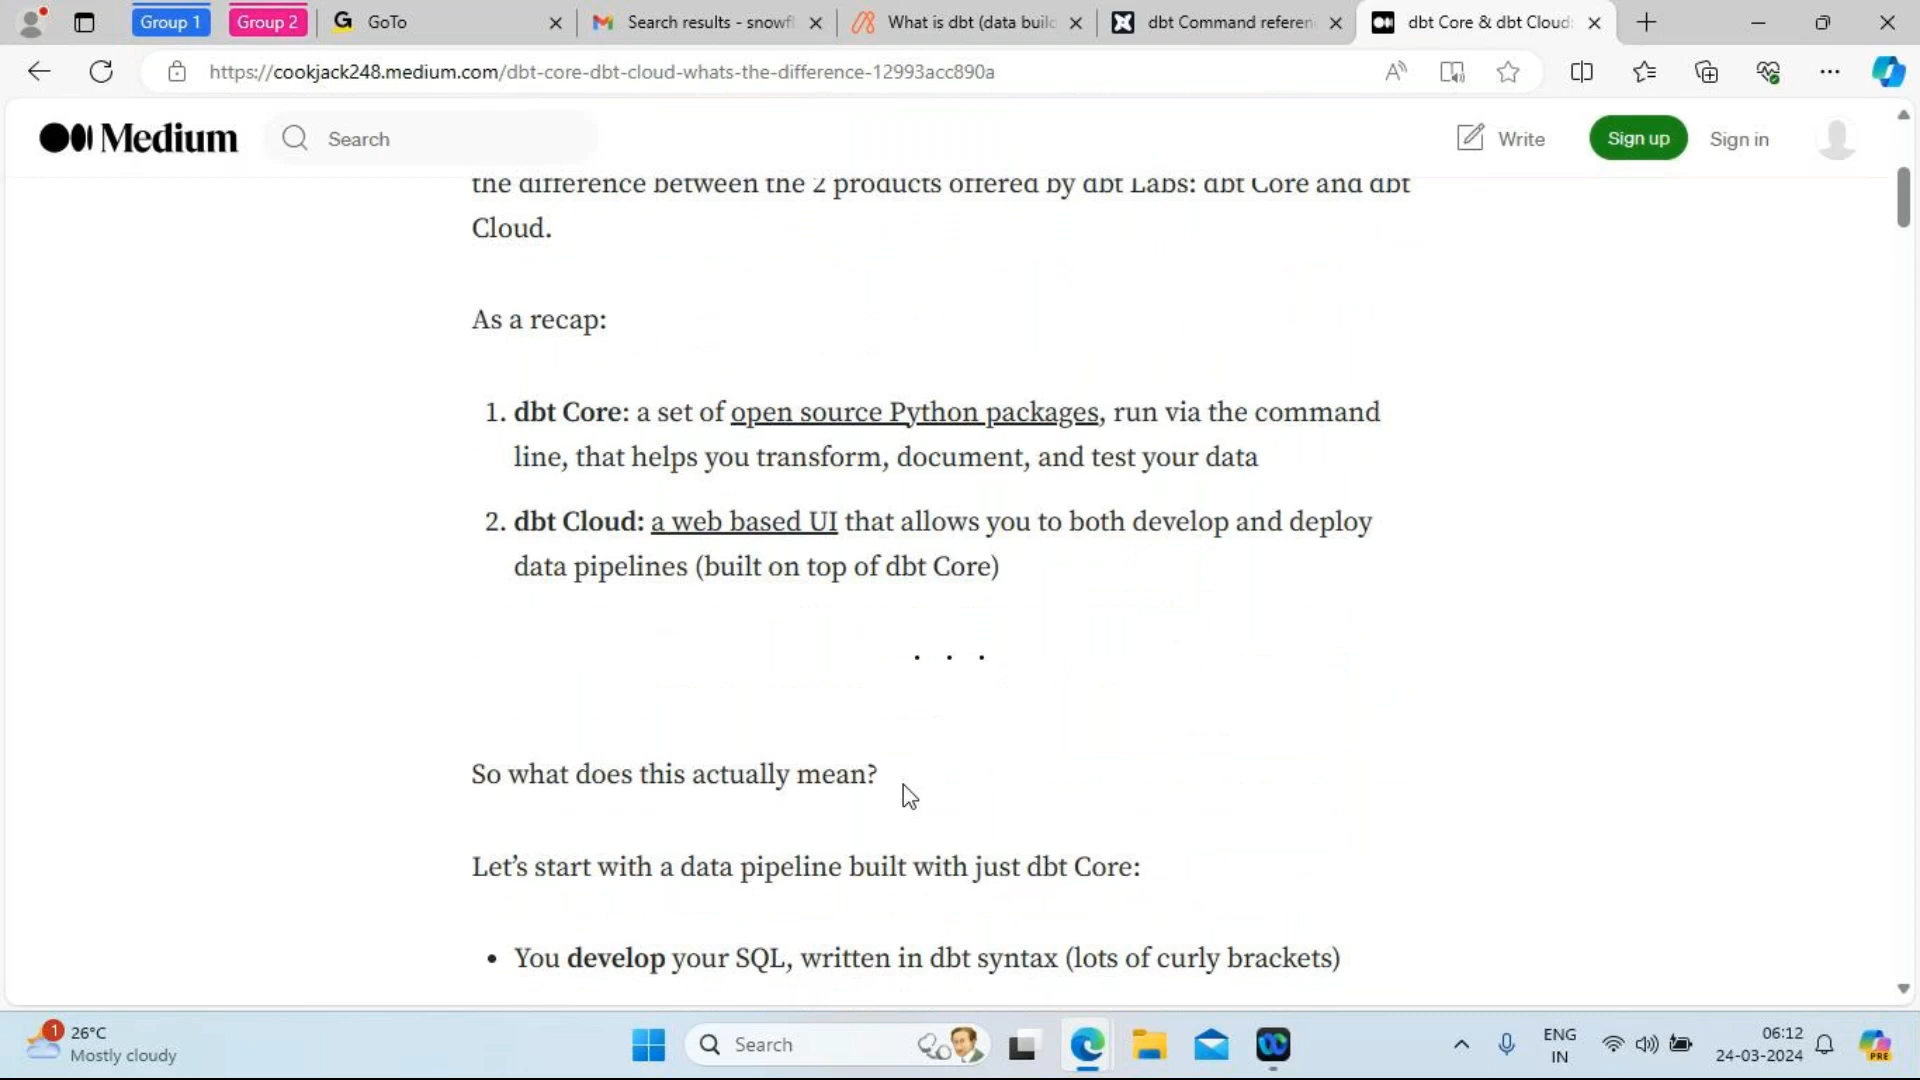 Group 1
Group 2
GoTo
Search results - snowfl
What is dbt (data build
dbt Command referen
dbt Core & dbt Cloud:
https://cookjack248.medium.com/dbt-core-dbt-cloud-whats-the-difference-12993acc890a
Medium
Search
Write
Sign up
Sign in
the difference between the 2 products offered by dbt Labs: dbt Core and dbt
Cloud.
As a recap:
1. dbt Core: a set of open source Python packages, run via the command
line, that helps you transform, document, and test your data
2. dbt Cloud: a web based UI that allows you to both develop and deploy
data pipelines (built on top of dbt Core)
. . .
So what does this actually mean?
Let’s start with a data pipeline built with just dbt Core:
• You develop your SQL, written in dbt syntax (lots of curly brackets)
1
26°C
Mostly cloudy
Search
ENG
IN
06:12
24-03-2024
PRE